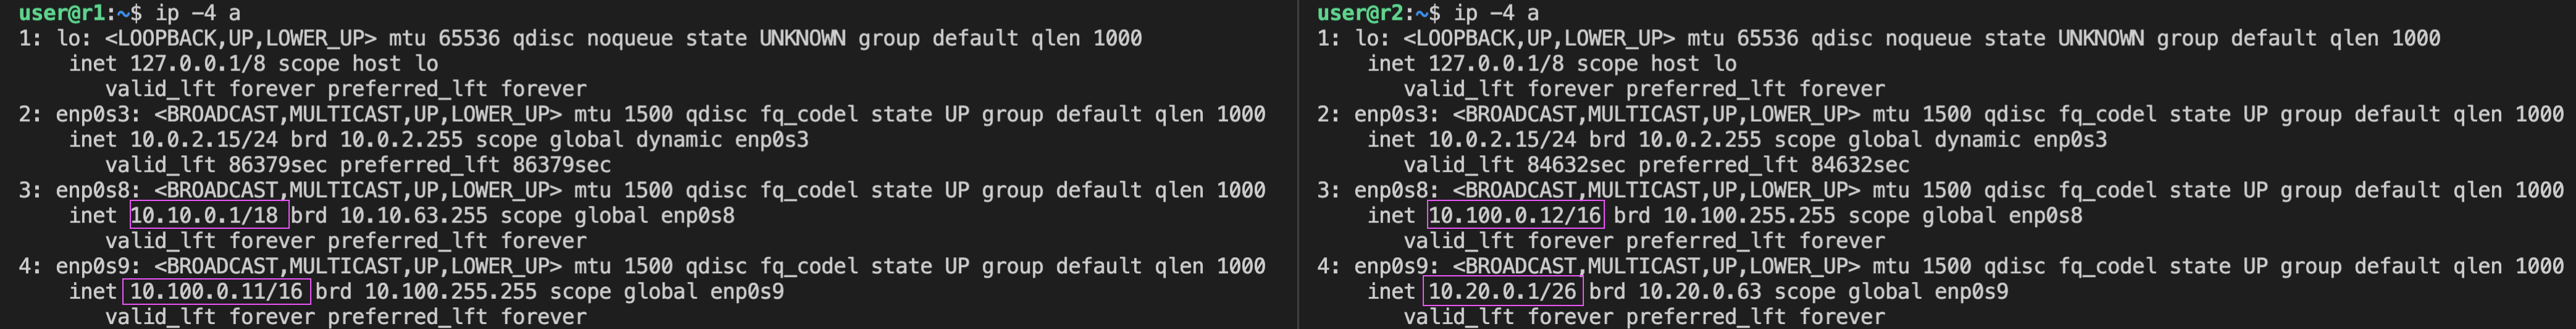 user@r1:~$ ip -4 a
1: lo: <LOOPBACK,UP,LOWER_UP> mtu 65536 qdisc noqueue state UNKNOWN group default qlen 1000
    inet 127.0.0.1/8 scope host lo
       valid_lft forever preferred_lft forever
2: enp0s3: <BROADCAST,MULTICAST,UP,LOWER_UP> mtu 1500 qdisc fq_codel state UP group default qlen 1000
    inet 10.0.2.15/24 brd 10.0.2.255 scope global dynamic enp0s3
       valid_lft 86379sec preferred_lft 86379sec
3: enp0s8: <BROADCAST,MULTICAST,UP,LOWER_UP> mtu 1500 qdisc fq_codel state UP group default qlen 1000
    inet 10.10.0.1/18 brd 10.10.63.255 scope global enp0s8
       valid_lft forever preferred_lft forever
4: enp0s9: <BROADCAST,MULTICAST,UP,LOWER_UP> mtu 1500 qdisc fq_codel state UP group default qlen 1000
    inet 10.100.0.11/16 brd 10.100.255.255 scope global enp0s9
       valid_lft forever preferred_lft forever
user@r2:~$ ip -4 a
1: lo: <LOOPBACK,UP,LOWER_UP> mtu 65536 qdisc noqueue state UNKNOWN group default qlen 1000
    inet 127.0.0.1/8 scope host lo
       valid_lft forever preferred_lft forever
2: enp0s3: <BROADCAST,MULTICAST,UP,LOWER_UP> mtu 1500 qdisc fq_codel state UP group default qlen 1000
    inet 10.0.2.15/24 brd 10.0.2.255 scope global dynamic enp0s3
       valid_lft 84632sec preferred_lft 84632sec
3: enp0s8: <BROADCAST,MULTICAST,UP,LOWER_UP> mtu 1500 qdisc fq_codel state UP group default qlen 1000
    inet 10.100.0.12/16 brd 10.100.255.255 scope global enp0s8
       valid_lft forever preferred_lft forever
4: enp0s9: <BROADCAST,MULTICAST,UP,LOWER_UP> mtu 1500 qdisc fq_codel state UP group default qlen 1000
    inet 10.20.0.1/26 brd 10.20.0.63 scope global enp0s9
       valid_lft forever preferred_lft forever